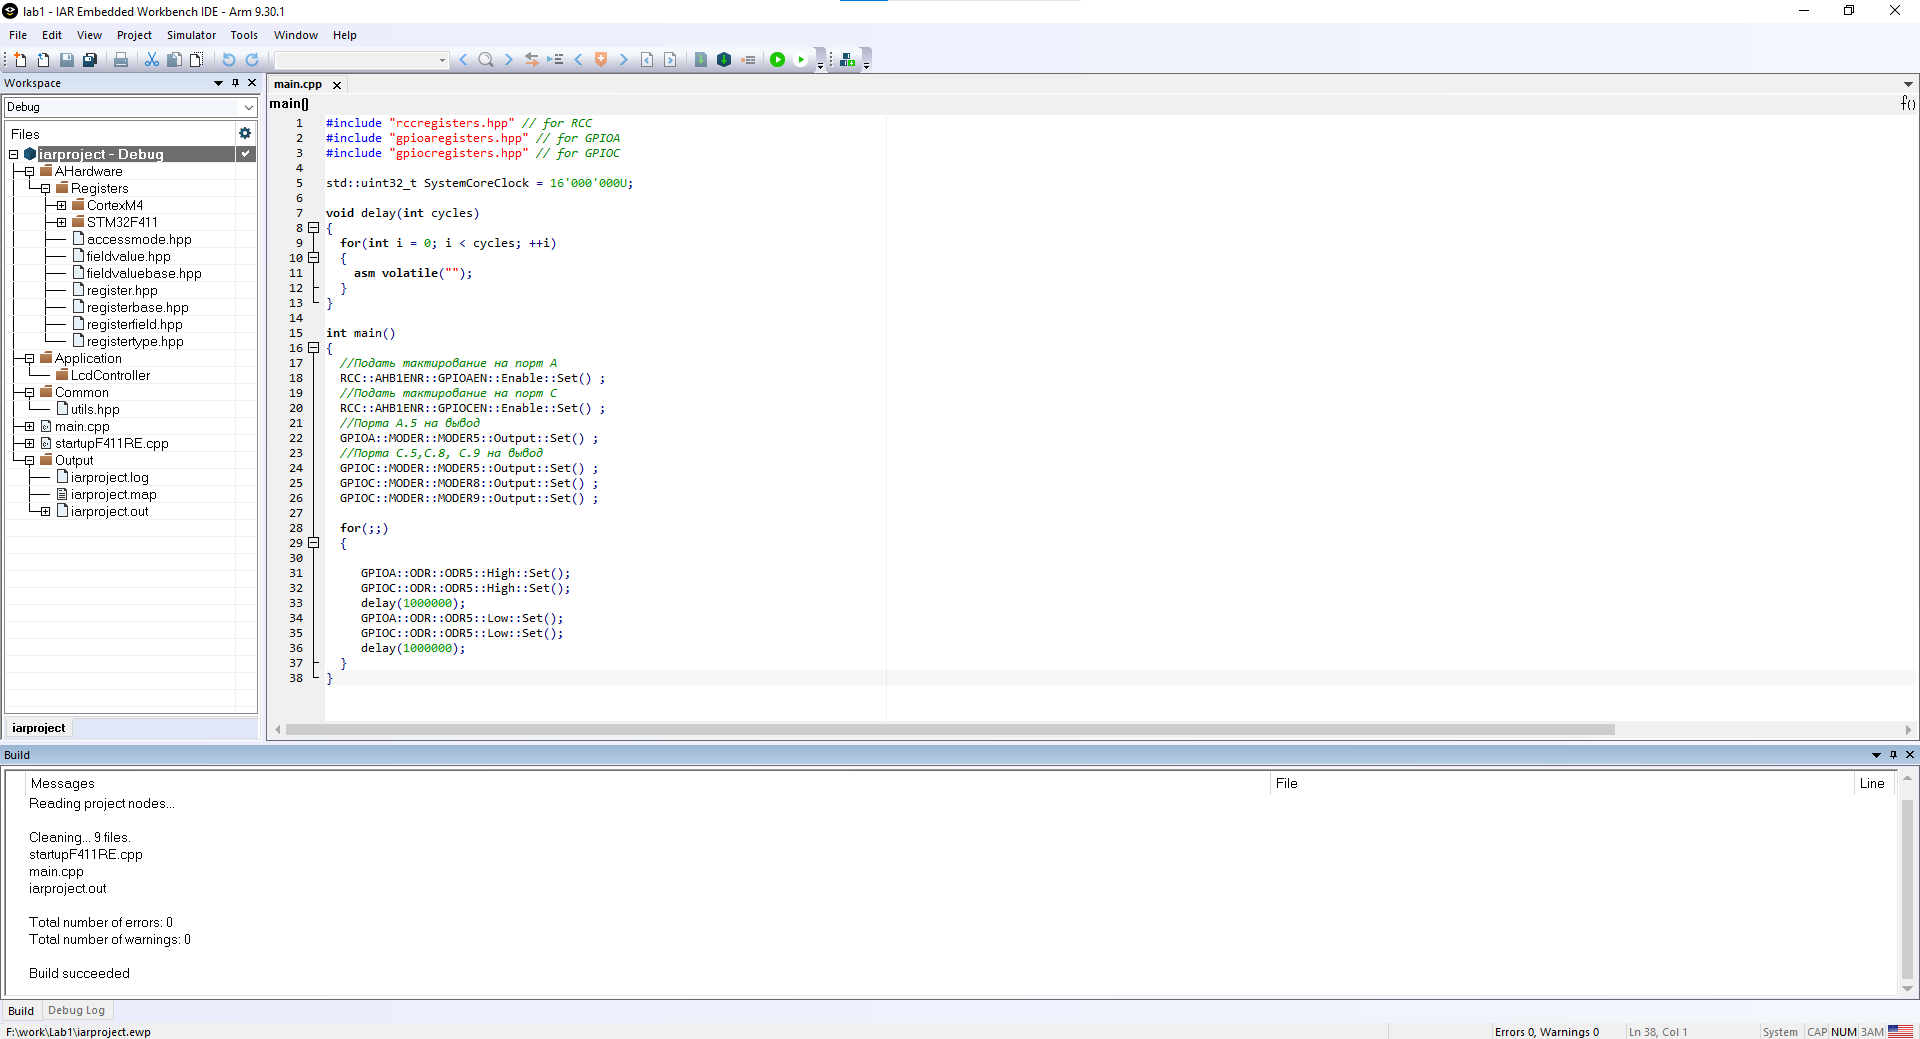 lab1 - IAR Embedded Workbench IDE - Arm 9.30.1
File Edit View Project Simulator Tools Window Help
Workspace
Debug
Files
iarproject - Debug
AHardware
Registers
CortexM4
STM32F411
accessmode.hpp
fieldvalue.hpp
fieldvaluebase.hpp
register.hpp
registerbase.hpp
registerfield.hpp
registertype.hpp
Application
LcdController
Common
utils.hpp
main.cpp
startupF411RE.cpp
Output
iarproject.log
iarproject.map
iarproject.out
iarproject
main.cpp
main()
f()
1 #include "rccregisters.hpp" // for RCC
2 #include "gpioaregisters.hpp" // for GPIOA
3 #include "gpiocregisters.hpp" // for GPIOC
4
5 std::uint32_t SystemCoreClock = 16'000'000U;
6
7 void delay(int cycles)
8 {
9 for(int i = 0; i < cycles; ++i)
10 {
11 asm volatile("");
12 }
13 }
14
15 int main()
16 {
17 //Подать тактирование на порт А
18 RCC::AHB1ENR::GPIOAEN::Enable::Set() ;
19 //Подать тактирование на порт С
20 RCC::AHB1ENR::GPIOCEN::Enable::Set() ;
21 //Порта А.5 на вывод
22 GPIOA::MODER::MODER5::Output::Set() ;
23 //Порта С.5,С.8, С.9 на вывод
24 GPIOC::MODER::MODER5::Output::Set() ;
25 GPIOC::MODER::MODER8::Output::Set() ;
26 GPIOC::MODER::MODER9::Output::Set() ;
27
28 for(;;)
29 {
30
31 GPIOA::ODR::ODR5::High::Set();
32 GPIOC::ODR::ODR5::High::Set();
33 delay(1000000);
34 GPIOA::ODR::ODR5::Low::Set();
35 GPIOC::ODR::ODR5::Low::Set();
36 delay(1000000);
37 }
38 }
Build
Messages File Line
Reading project nodes...
Cleaning... 9 files.
startupF411RE.cpp
main.cpp
iarproject.out
Total number of errors: 0
Total number of warnings: 0
Build succeeded
Build Debug Log
F:\work\Lab1\iarproject.ewp Errors 0, Warnings 0 Ln 38, Col 1 System CAP NUM ЗАМ